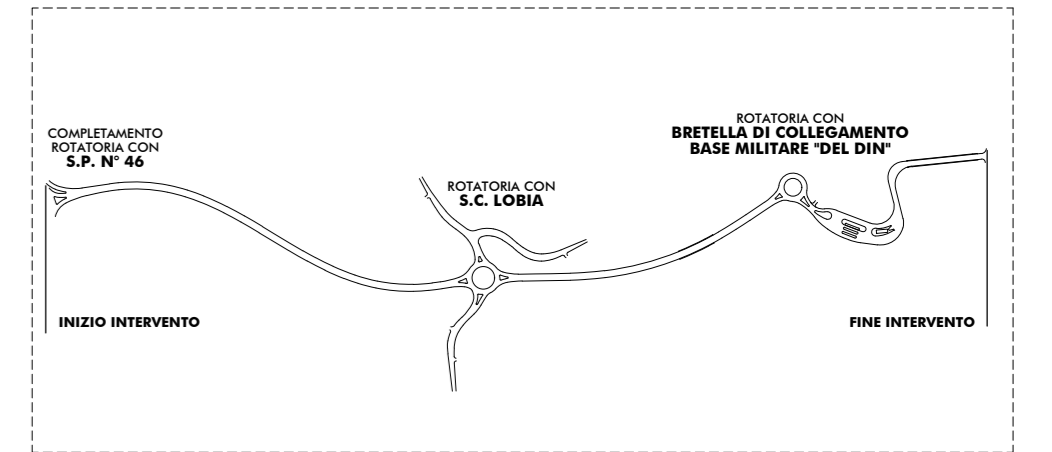 COMPLETAMENTO
ROTATORIA CON
S.P. N° 46
ROTATORIA CON
S.C. LOBIA
ROTATORIA CON
BRETELLA DI COLLEGAMENTO
BASE MILITARE "DEL DIN"
INIZIO INTERVENTO
FINE INTERVENTO